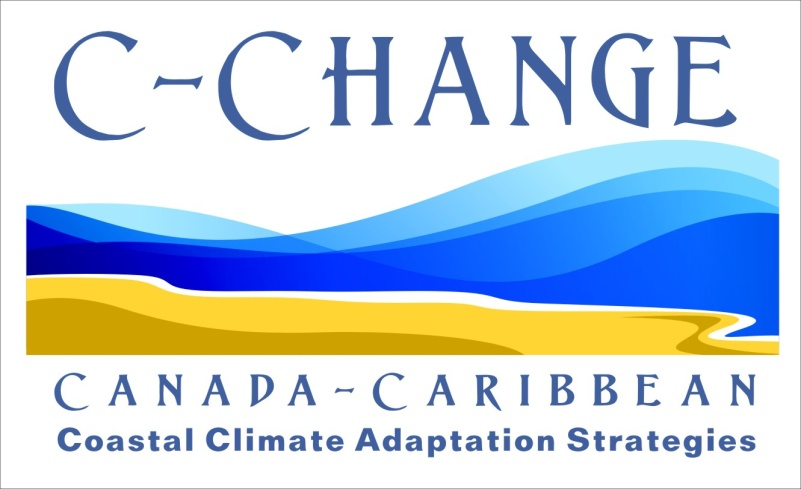 C-CHANGE
CANADA-CARIBBEAN
Coastal Climate Adaptation Strategies